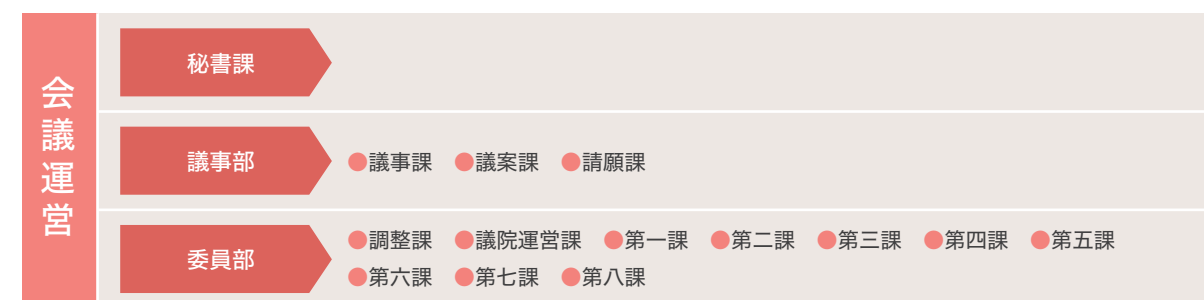 会議運営
秘書課
議事部
●議事課 ●議案課 ●請願課
委員部
●調整課 ●議院運営課 ●第一課 ●第二課 ●第三課 ●第四課 ●第五課
●第六課 ●第七課 ●第八課